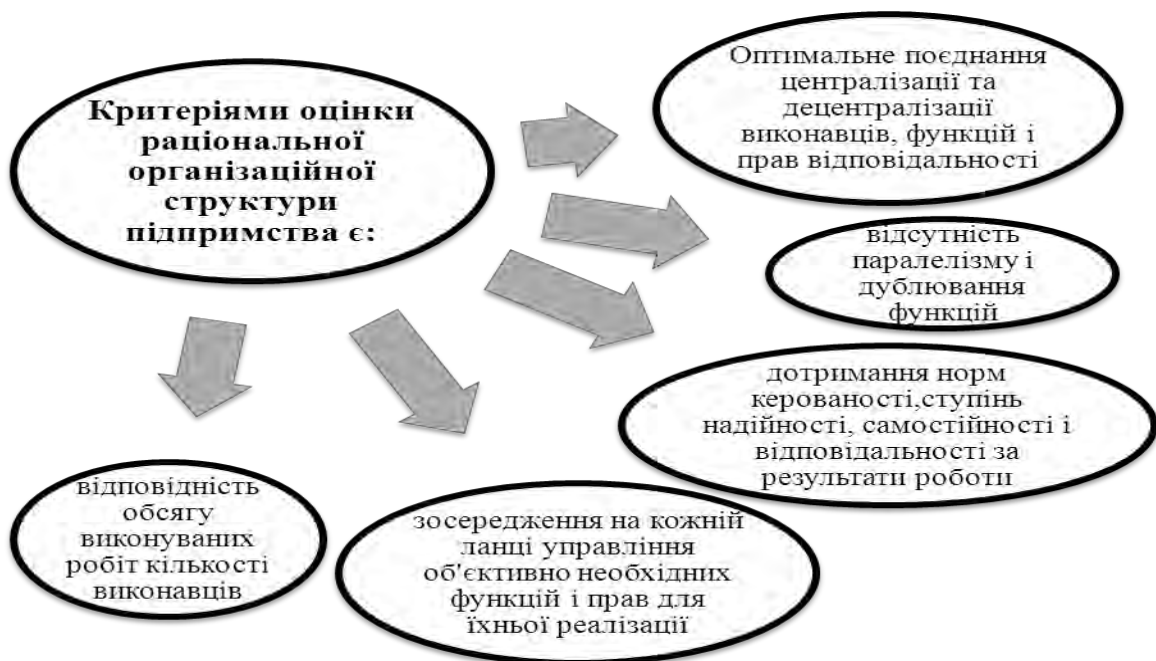 Критеріями оцінки
раціональної
організаційної
структури
підпримства є:
Оптимальне поєднання
централізації та
децентралізації
виконавців, функцій і
прав відповідальності
відсутність
паралелізму і
дублювання
функцій
дотримання норм
керованості,ступінь
надійності, самостійності і
відповідальності за
результати роботи
зосередження на кожній
ланці управління
об'єктивно необхідних
функцій і прав для
їхньої реалізації
відповідність
обсягу
виконуваних
робіт кількості
виконавців